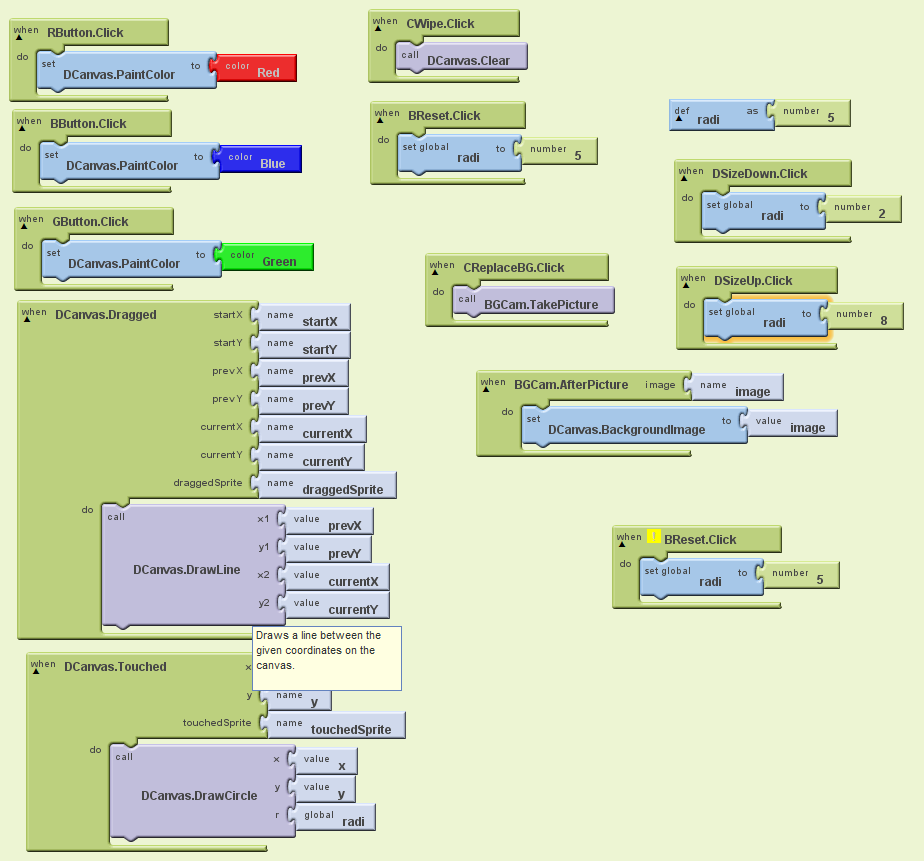 when RButton.Click
do set DCanvas.PaintColor to color Red
when BButton.Click
do set DCanvas.PaintColor to color Blue
when GButton.Click
do set DCanvas.PaintColor to color Green
when DCanvas.Dragged startX name startX
startY name startY
prevX name prevX
prevY name prevY
currentX name currentX
currentY name currentY
draggedSprite name draggedSprite
do call DCanvas.DrawLine x1 value prevX
y1 value prevY
x2 value currentX
y2 value currentY
Draws a line between the
given coordinates on the
canvas.
when DCanvas.Touched x
y name y
touchedSprite name touchedSprite
do call DCanvas.DrawCircle x value x
y value y
r global radi
when CWipe.Click
do call DCanvas.Clear
when BReset.Click
do set global radi to number 5
when CReplaceBG.Click
do call BGCam.TakePicture
when BGCam.AfterPicture image name image
do set DCanvas.BackgroundImage to value image
def radi as number 5
when DSizeDown.Click
do set global radi to number 2
when DSizeUp.Click
do set global radi to number 8
when ! BReset.Click
do set global radi to number 5